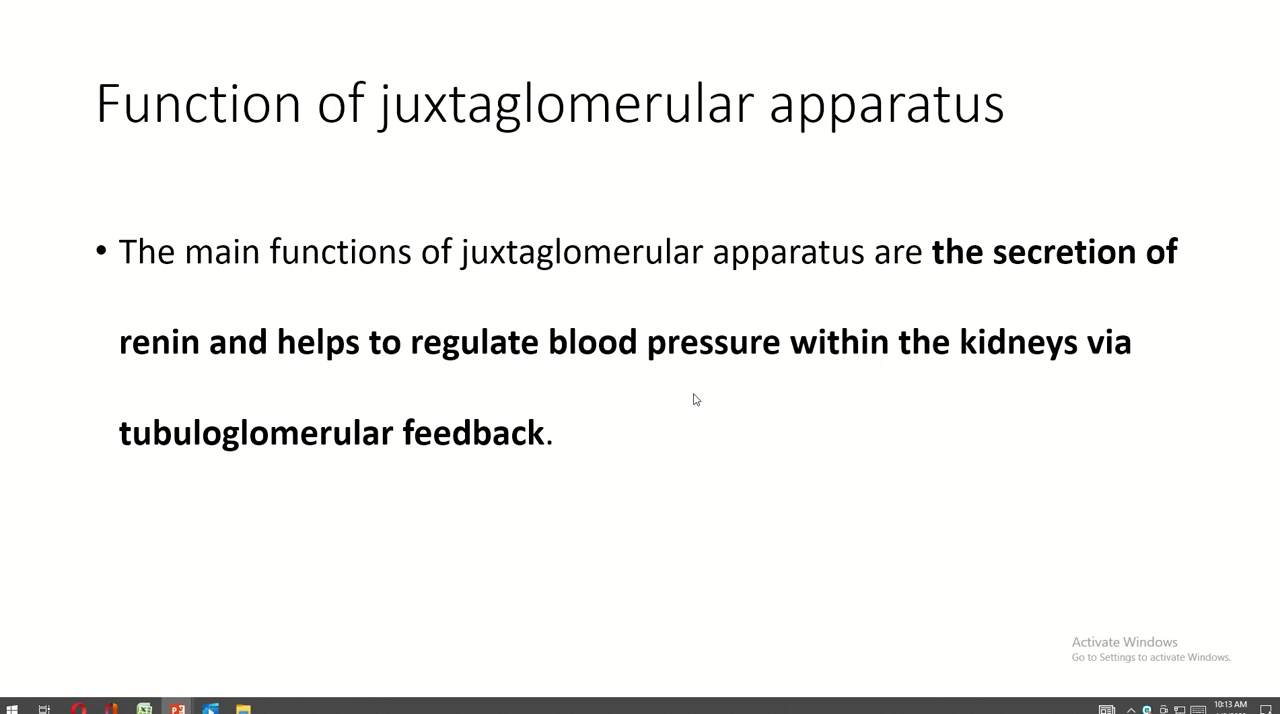 Function of juxtaglomerular apparatus
• The main functions of juxtaglomerular apparatus are the secretion of
renin and helps to regulate blood pressure within the kidneys via
tubuloglomerular feedback.
Activate Windows
Go to Settings to activate Windows.
10:13 AM